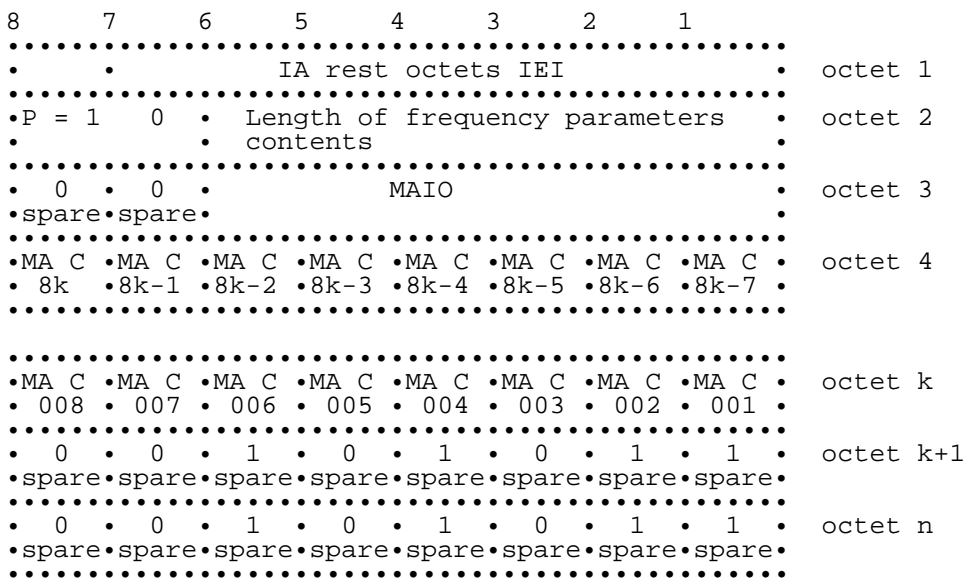 8 7 6 5 4 3 2 1
IA rest octets IEI octet 1
P = 1 0 Length of frequency parameters octet 2
contents
0 0 MAIO octet 3
spare spare
MA C MA C MA C MA C MA C MA C MA C MA C octet 4
8k 8k-1 8k-2 8k-3 8k-4 8k-5 8k-6 8k-7
MA C MA C MA C MA C MA C MA C MA C MA C octet k
008 007 006 005 004 003 002 001
0 0 1 0 1 0 1 1 octet k+1
spare spare spare spare spare spare spare spare
0 0 1 0 1 0 1 1 octet n
spare spare spare spare spare spare spare spare